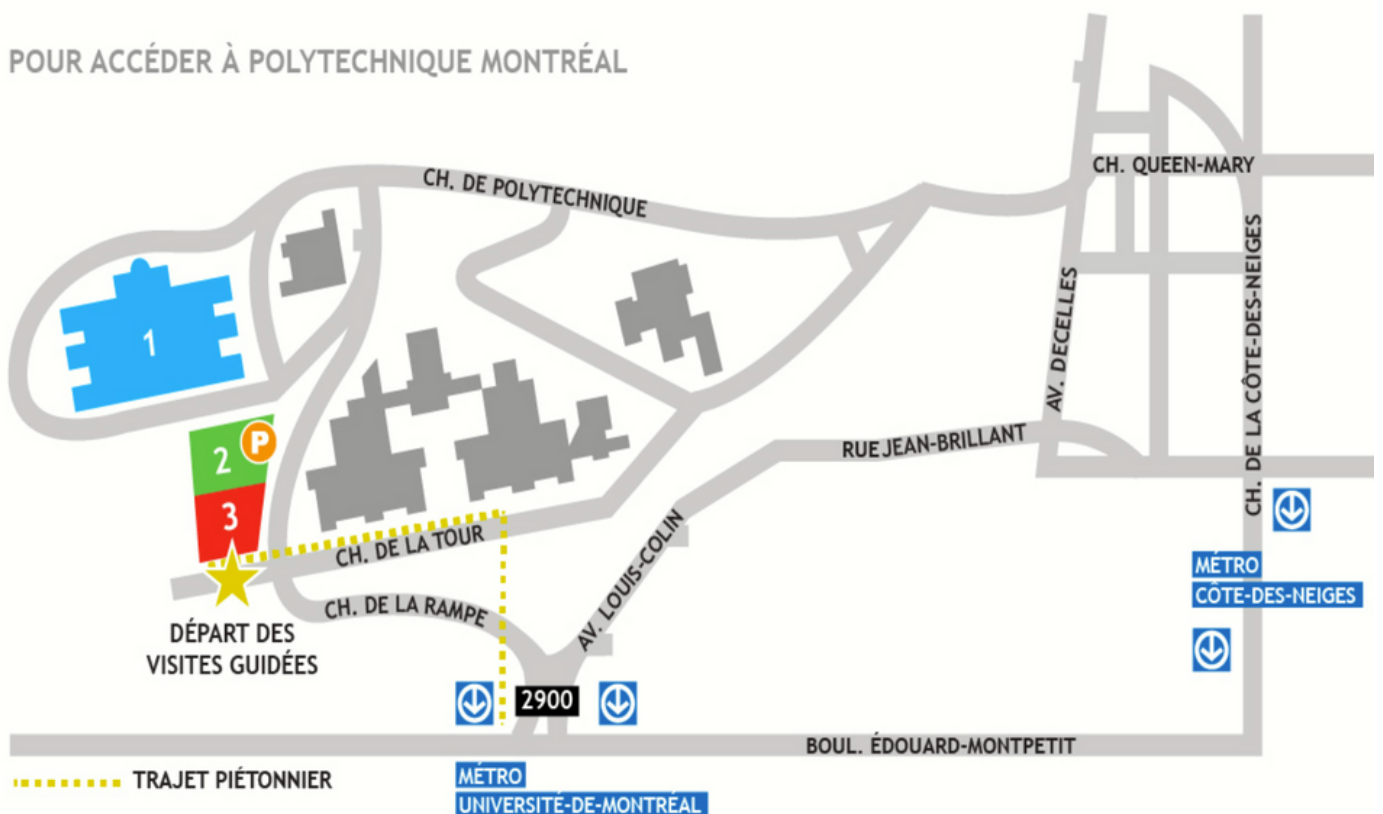 POUR ACCÉDER À POLYTECHNIQUE MONTRÉAL
CH. QUEEN-MARY
CH. DE POLYTECHNIQUE
CH. DE LA CÔTE-DES-NEIGES
AV. DECELLES
1
2
P
3
RUE JEAN-BRILLANT
CH. DE LA TOUR
AV. LOUIS-COLIN
CH. DE LA RAMPE
MÉTRO
CÔTE-DES-NEIGES
DÉPART DES
VISITES GUIDÉES
2900
BOUL. ÉDOUARD-MONTPETIT
TRAJET PIÉTONNIER
MÉTRO
UNIVERSITÉ-DE-MONTRÉAL